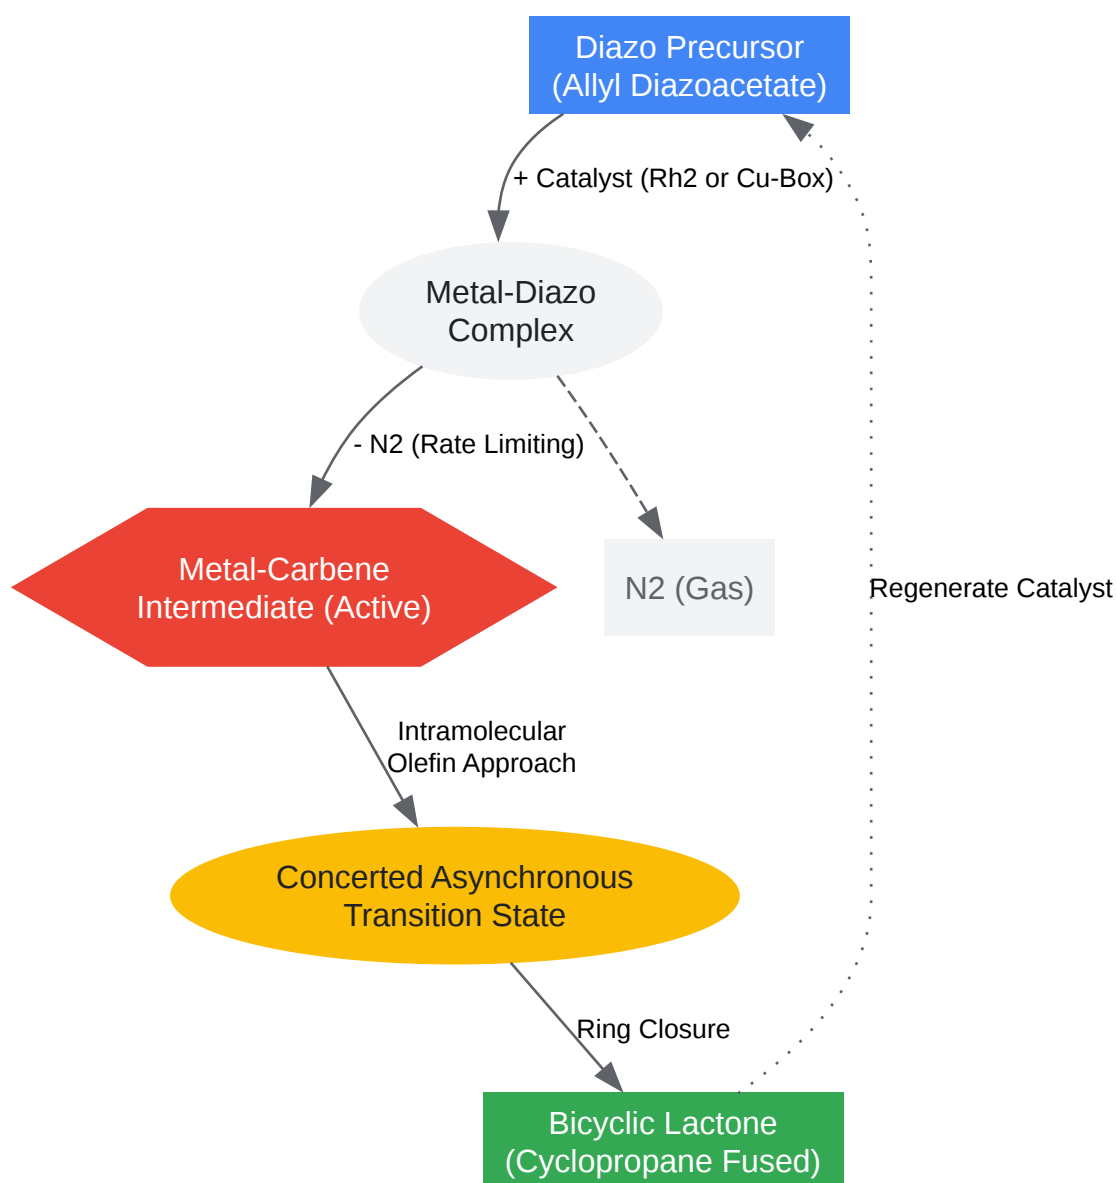 Diazo Precursor
(Allyl Diazoacetate)
+ Catalyst (Rh2 or Cu-Box)
Metal-Diazo
Complex
- N2 (Rate Limiting)
Metal-Carbene
Intermediate (Active)
N2 (Gas)
Regenerate Catalyst
Intramolecular
Olefin Approach
Concerted Asynchronous
Transition State
Ring Closure
Bicyclic Lactone
(Cyclopropane Fused)